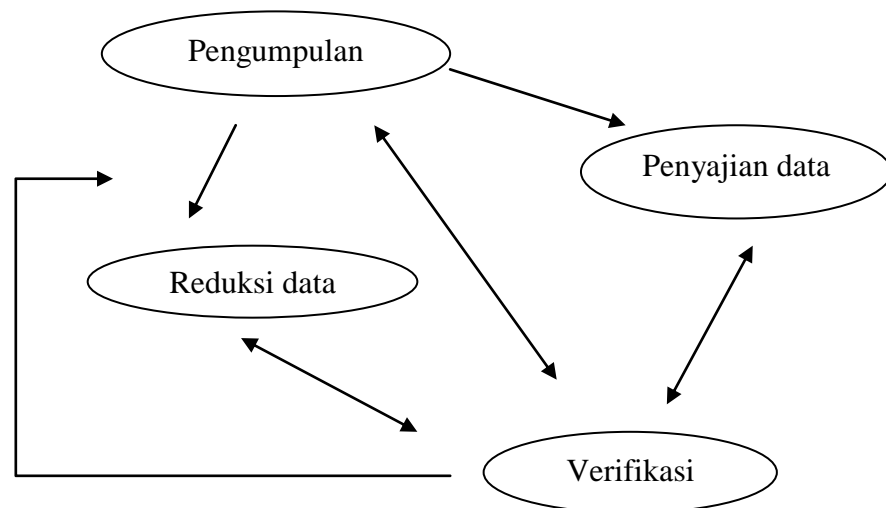 Pengumpulan
Penyajian data
Reduksi data
Verifikasi